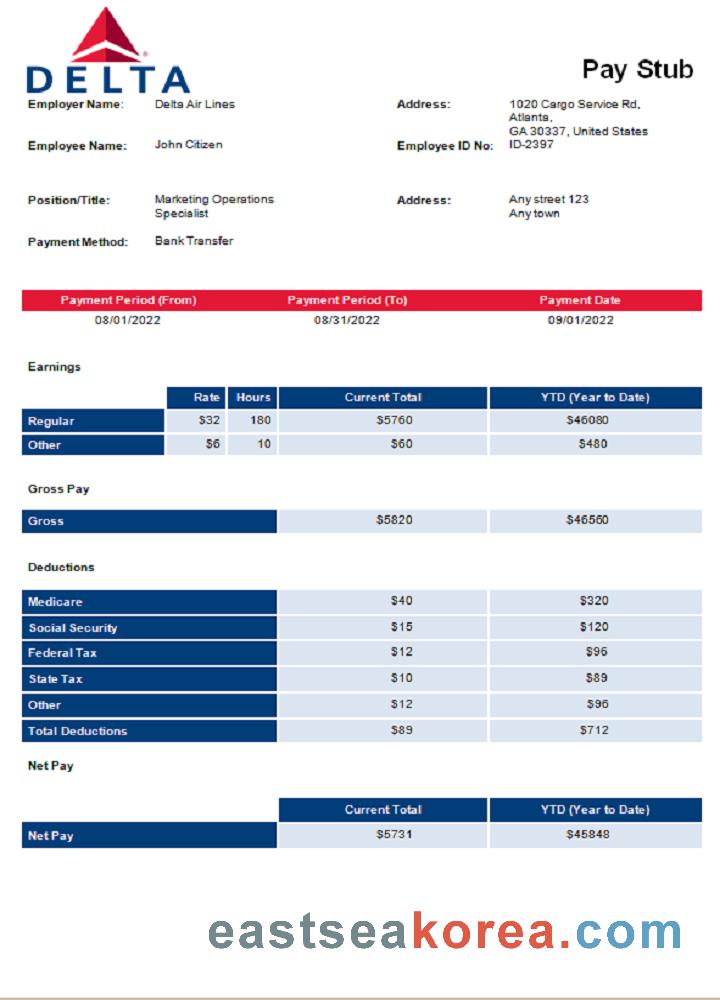 DELTA
Pay Stub
Employer Name: Delta Air Lines Address: 1020 Cargo Service Rd,
Atlanta,
GA 30337, United States
Employee Name: John Citizen Employee ID No: ID-2397
Position/Title: Marketing Operations Address: Any street 123
Specialist Any town
Payment Method: Bank Transfer
Payment Period (From) Payment Period (To) Payment Date
08/01/2022 08/31/2022 09/01/2022
Earnings
Rate Hours Current Total YTD (Year to Date)
Regular $32 180 $5760 $46080
Other $6 10 $60 $480
Gross Pay
Gross $5820 $46560
Deductions
Medicare $40 $320
Social Security $15 $120
Federal Tax $12 $96
State Tax $10 $89
Other $12 $96
Total Deductions $89 $712
Net Pay
Current Total YTD (Year to Date)
Net Pay $5731 $45848
eastseakorea.com